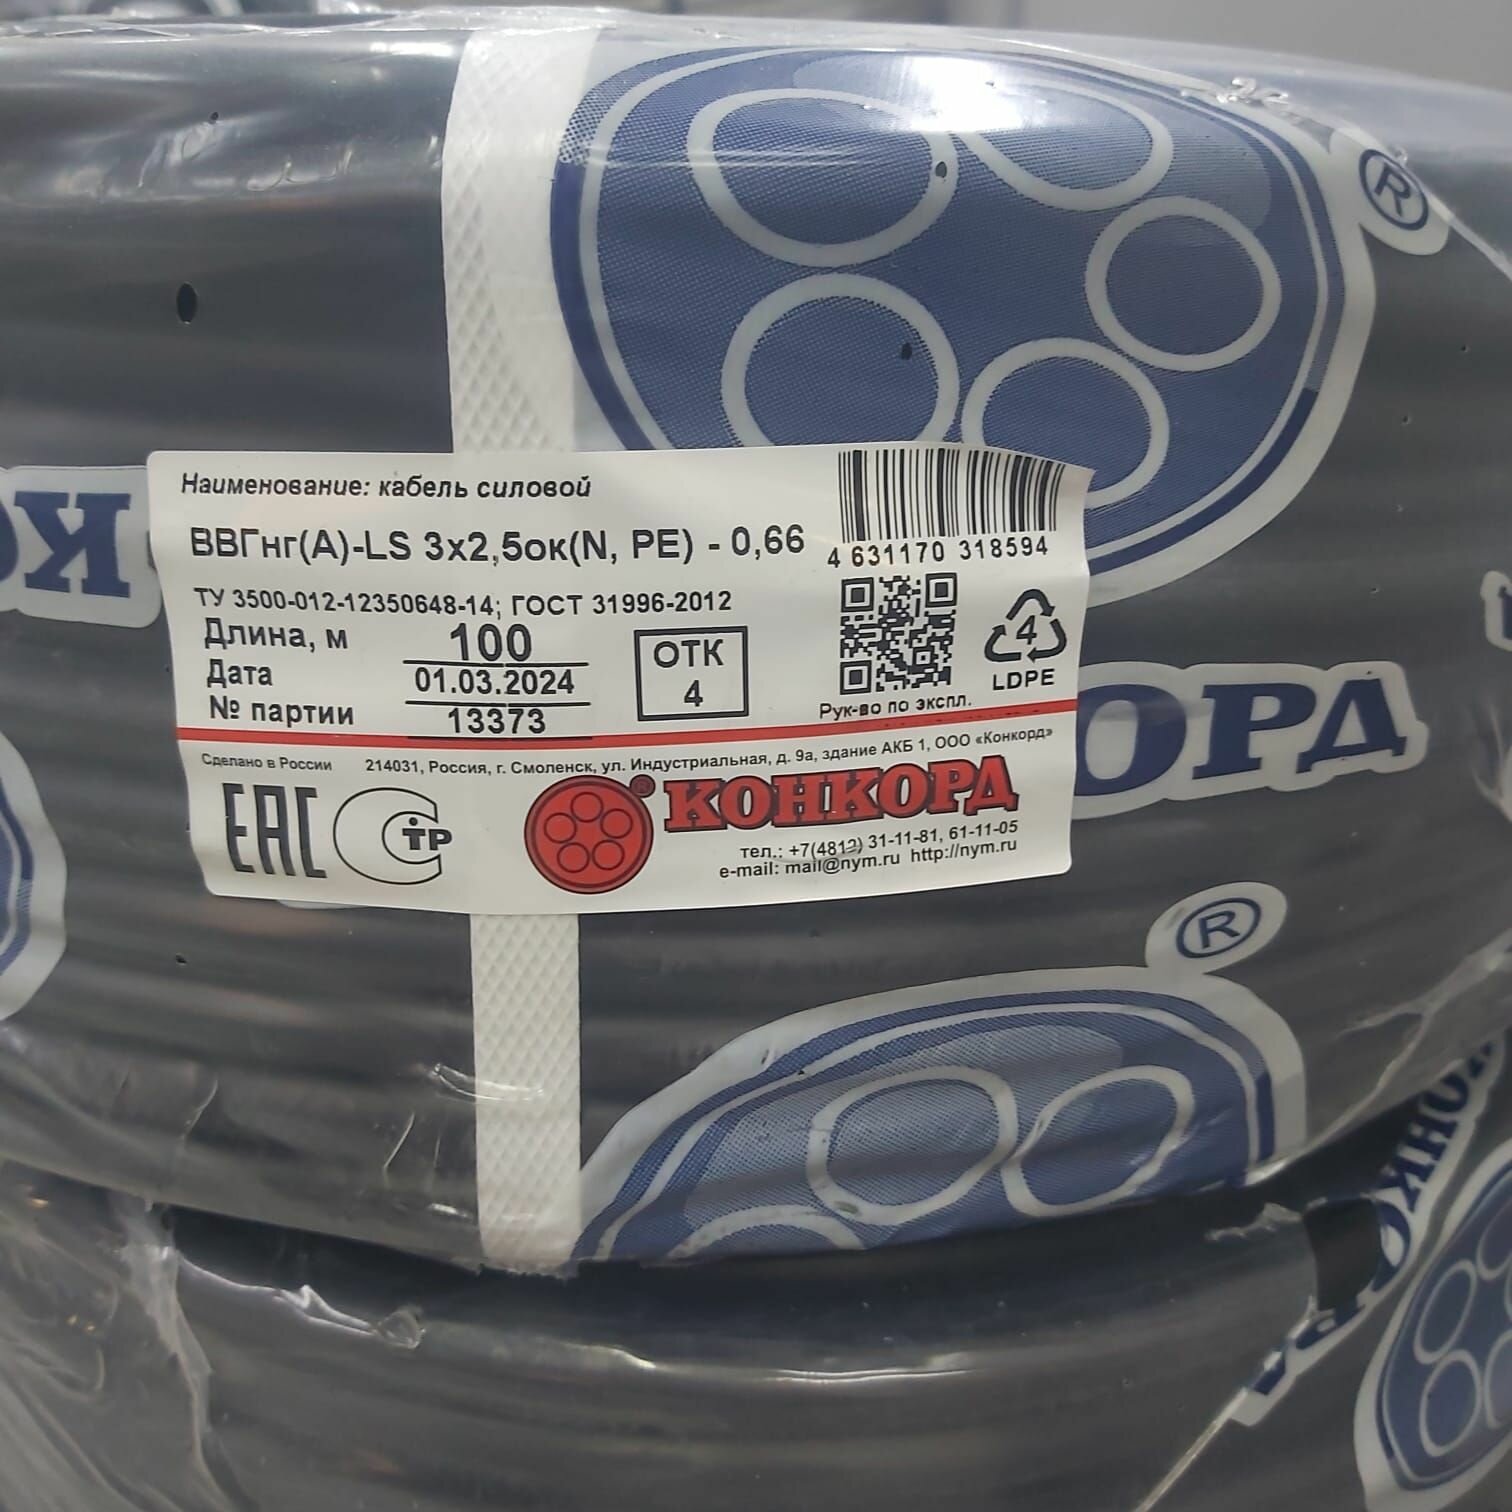 Наименование: кабель силовой
ВВГнг(А)-LS 3х2,5ок(N, PE) - 0,66
4 631170 318594
ТУ 3500-012-12350648-14; ГОСТ 31996-2012
Длина, м 100
Дата 01.03.2024
№ партии 13373
ОТК
4
Рук-во по экспл.
4
LDPE
Сделано в России
214031, Россия, г. Смоленск, ул. Индустриальная, д. 9а, здание АКБ 1, ООО «Конкорд»
ЕАС
СТР
® КОНКОРД
тел.: +7(4812) 31-11-81, 61-11-05
e-mail: mail@nym.ru http://nym.ru
®
ОРД
®